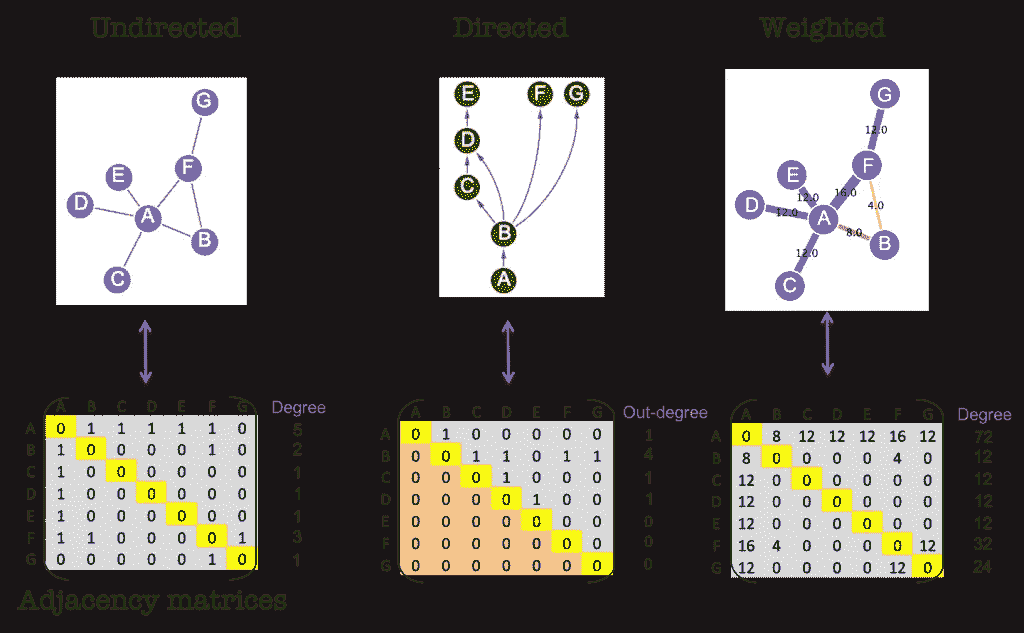 Undirected
Directed
Weighted
G
F
E
D
A
B
C
E
F
G
D
C
B
A
G
12.0
F
E
12.0
16.0
D
12.0
A
4.0
8.0
B
12.0
C
A B C D E F G Degree
A 0 1 1 1 1 1 0 5
B 1 0 0 0 0 1 0 2
C 1 0 0 0 0 0 0 1
D 1 0 0 0 0 0 0 1
E 1 0 0 0 0 0 0 1
F 1 1 0 0 0 0 1 3
G 0 0 0 0 0 1 0 1
A B C D E F G Out-degree
A 0 1 0 0 0 0 0 1
B 0 0 1 1 0 1 1 4
C 0 0 0 1 0 0 0 1
D 0 0 0 0 1 0 0 1
E 0 0 0 0 0 0 0 0
F 0 0 0 0 0 0 0 0
G 0 0 0 0 0 0 0 0
A B C D E F G Degree
A 0 8 12 12 12 16 12 72
B 8 0 0 0 0 4 0 12
C 12 0 0 0 0 0 0 12
D 12 0 0 0 0 0 0 12
E 12 0 0 0 0 0 0 12
F 16 4 0 0 0 0 12 32
G 12 0 0 0 0 12 0 24
Adjacency matrices